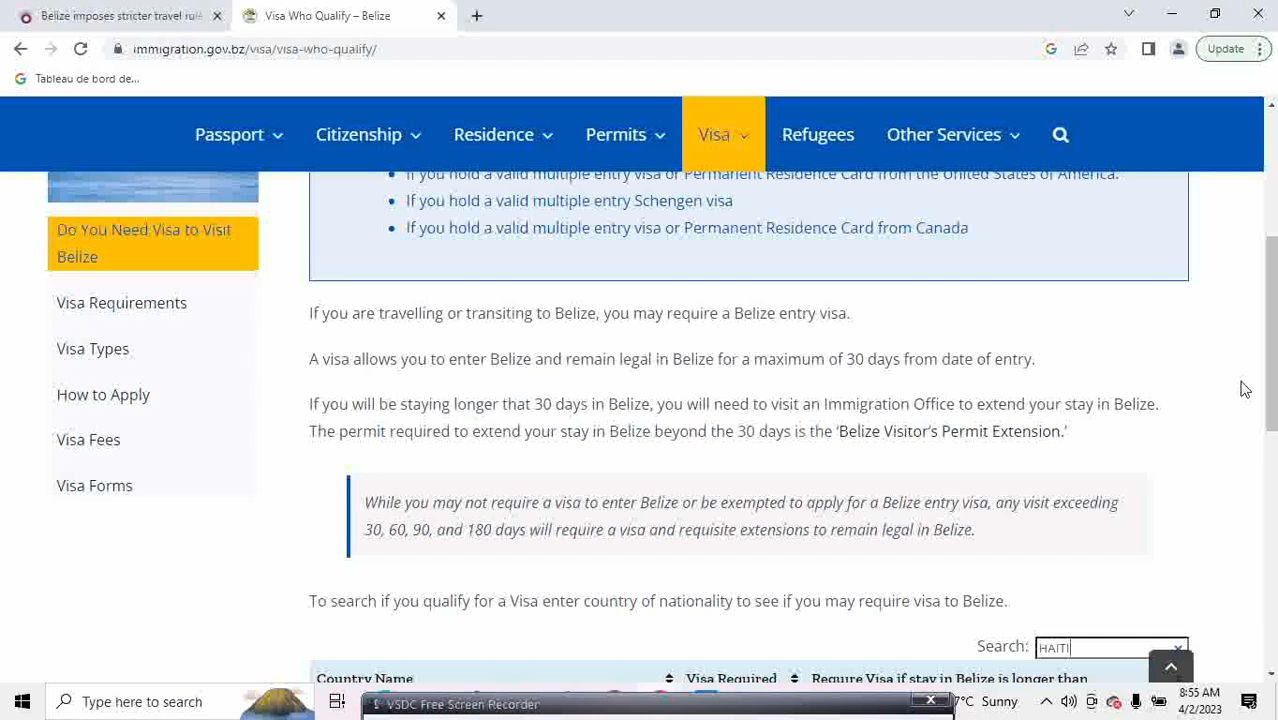 Belize imposes stricter travel rul
Visa Who Qualify – Belize
immigration.gov.bz/visa/visa-who-qualify/
Update
Tableau de bord de...
Passport
Citizenship
Residence
Permits
Visa
Refugees
Other Services
If you hold a valid multiple entry visa or Permanent Residence Card from the United States of America.
If you hold a valid multiple entry Schengen visa
If you hold a valid multiple entry visa or Permanent Residence Card from Canada
Do You Need Visa to Visit
Belize
Visa Requirements
Visa Types
How to Apply
Visa Fees
Visa Forms
If you are travelling or transiting to Belize, you may require a Belize entry visa.
A visa allows you to enter Belize and remain legal in Belize for a maximum of 30 days from date of entry.
If you will be staying longer that 30 days in Belize, you will need to visit an Immigration Office to extend your stay in Belize.
The permit required to extend your stay in Belize beyond the 30 days is the ‘Belize Visitor’s Permit Extension.’
While you may not require a visa to enter Belize or be exempted to apply for a Belize entry visa, any visit exceeding
30, 60, 90, and 180 days will require a visa and requisite extensions to remain legal in Belize.
To search if you qualify for a Visa enter country of nationality to see if you may require visa to Belize.
Search: HAITI
Country Name
Visa Required
Require Visa if stay in Belize is longer than
Type here to search
VSDC Free Screen Recorder
7°C Sunny
8:55 AM
4/2/2023